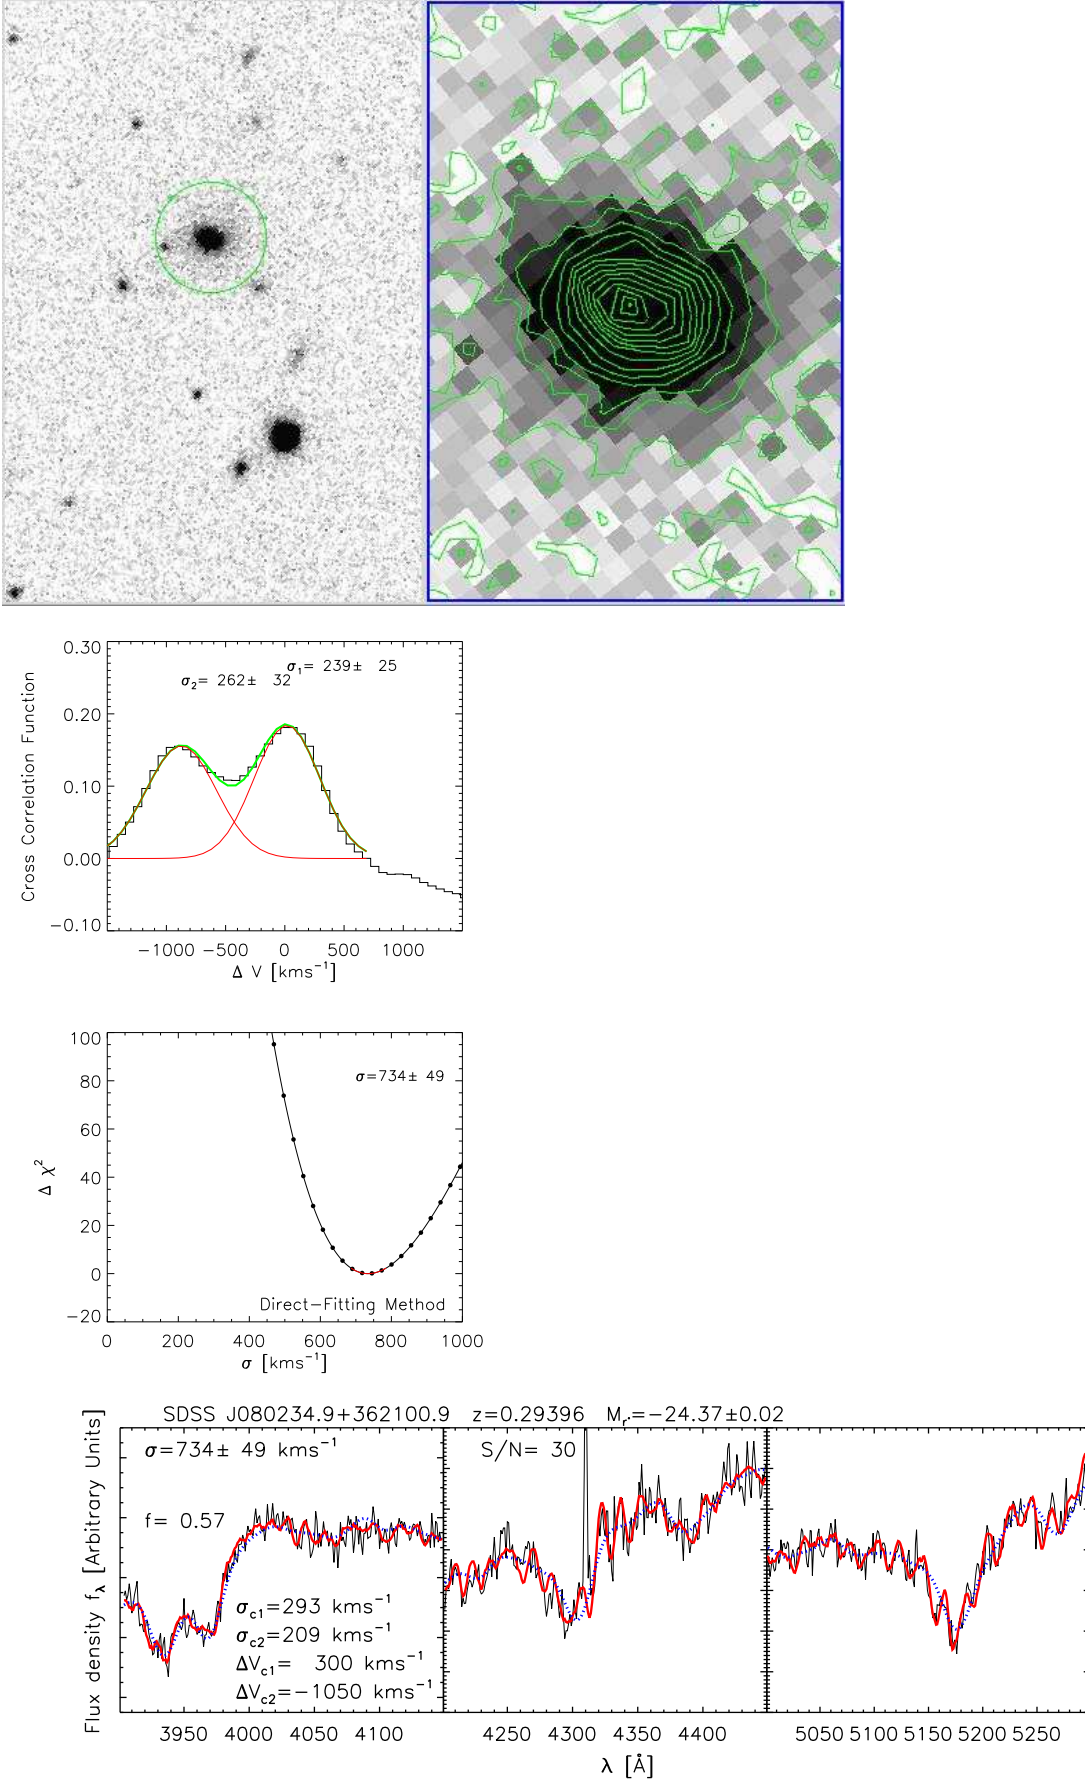 0.30
0.20
0.10
0.00
−0.10
Cross Correlation Function
σ₁= 239± 25
σ₂= 262± 32
−1000 −500 0 500 1000
Δ V [kms⁻¹]
100
80
60
40
20
0
−20
Δ χ²
σ=734± 49
Direct−Fitting Method
0 200 400 600 800 1000
σ [kms⁻¹]
SDSS J080234.9+362100.9 z=0.29396 Mᵣ=−24.37±0.02
Flux density f_λ [Arbitrary Units]
σ=734± 49 kms⁻¹
f= 0.57
σc1=293 kms⁻¹
σc2=209 kms⁻¹
ΔVc1= 300 kms⁻¹
ΔVc2=−1050 kms⁻¹
S/N= 30
3950 4000 4050 4100
4250 4300 4350 4400
5050 5100 5150 5200 5250
λ [Å]